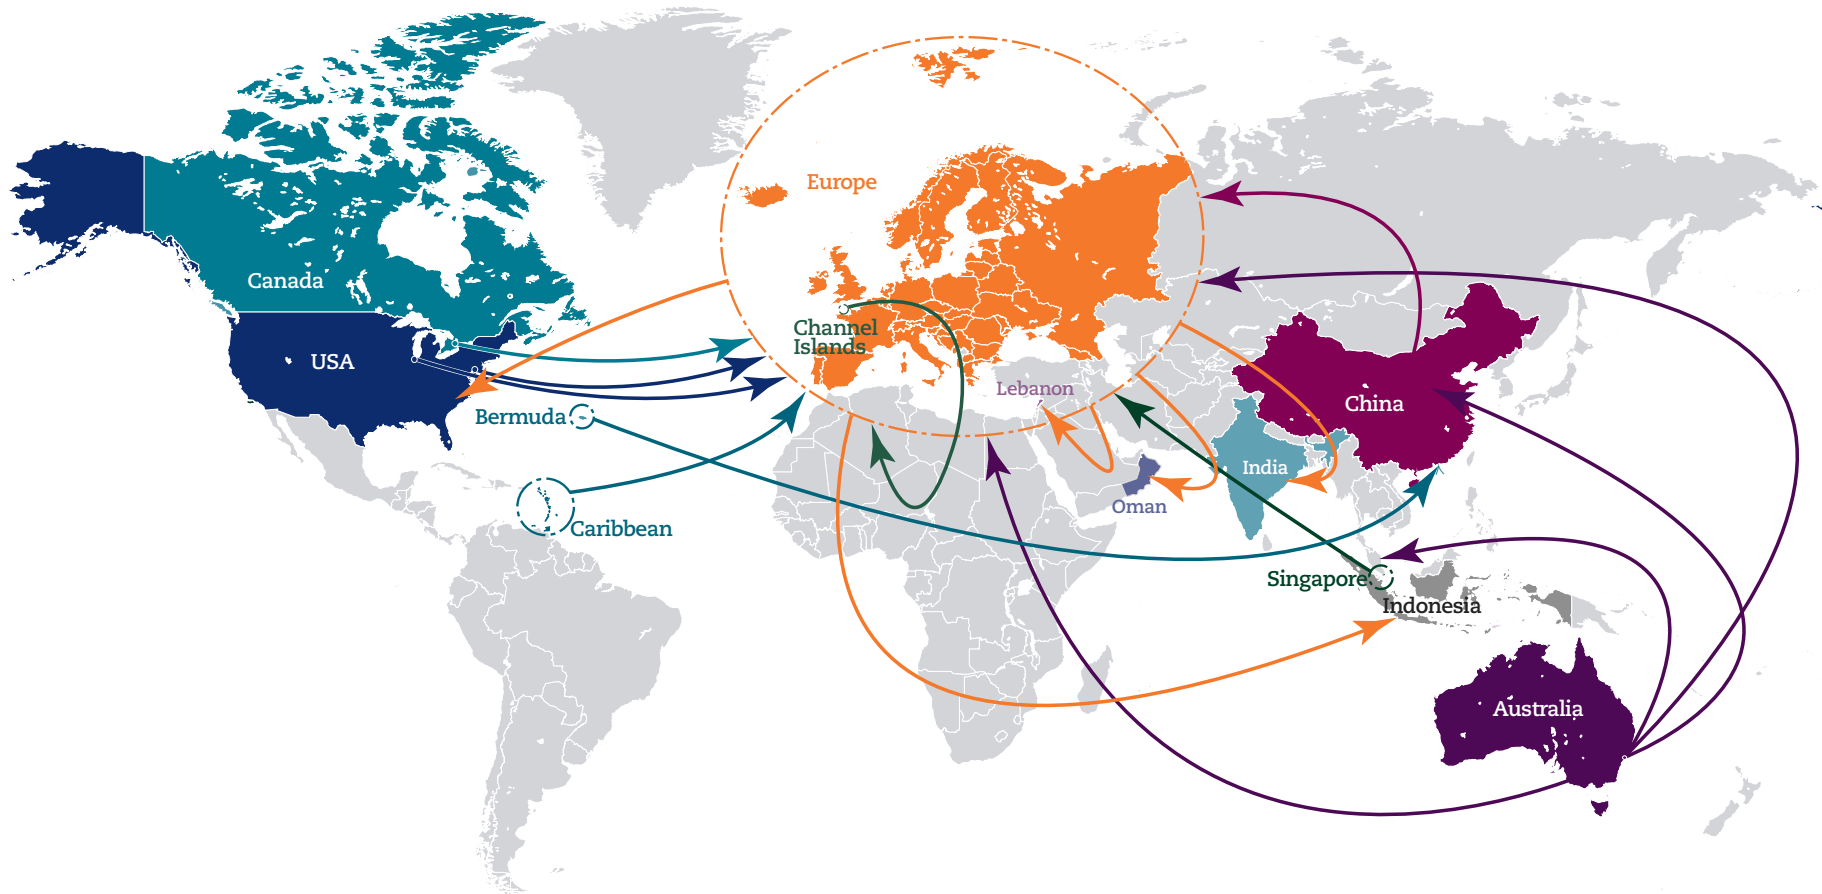 Europe
Canada
Channel
Islands
USA
Lebanon
China
Bermuda
India
Oman
Caribbean
Singapore
Indonesia
Australia